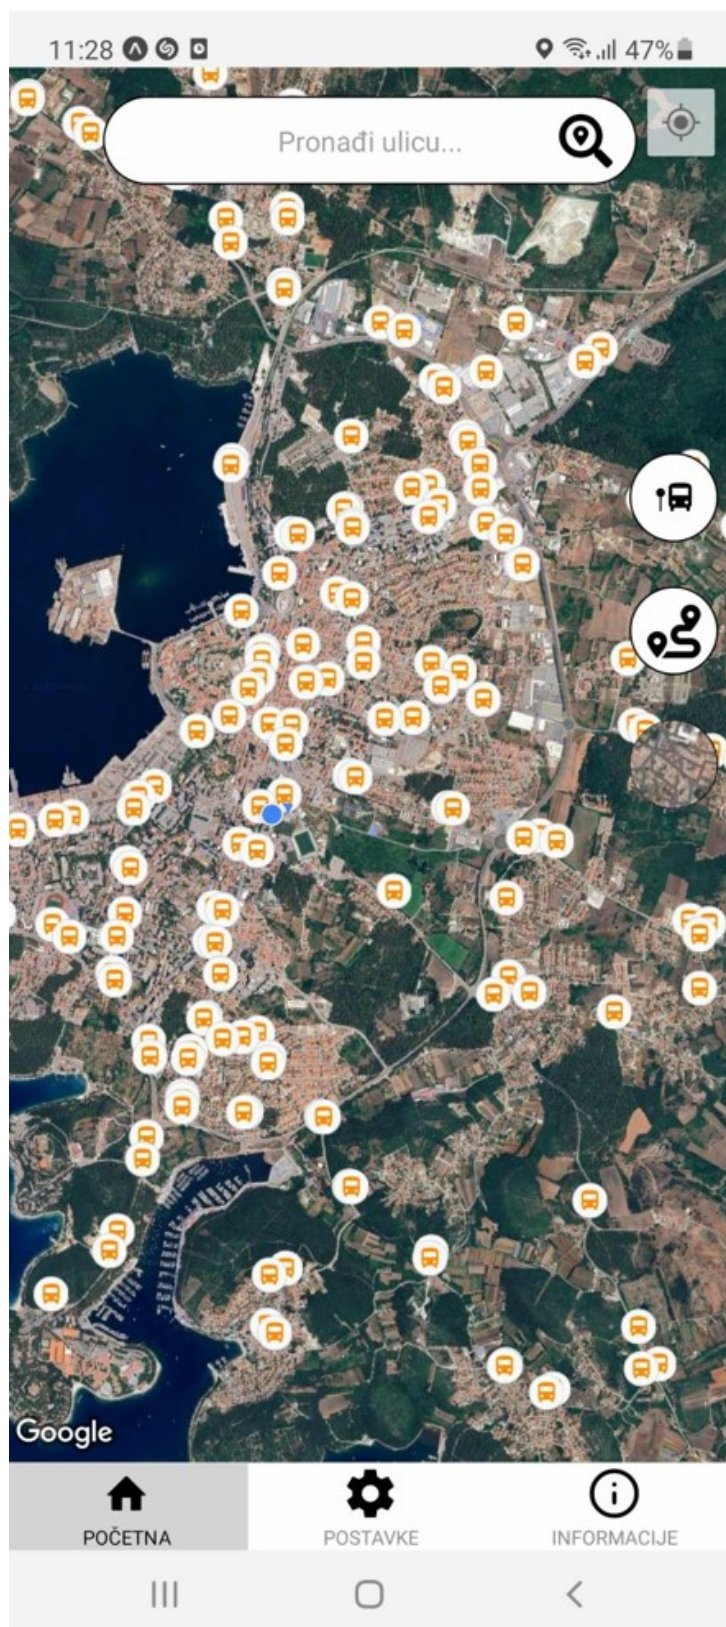 11:28
47%
Pronađi ulicu...
Google
POČETNA
POSTAVKE
INFORMACIJE